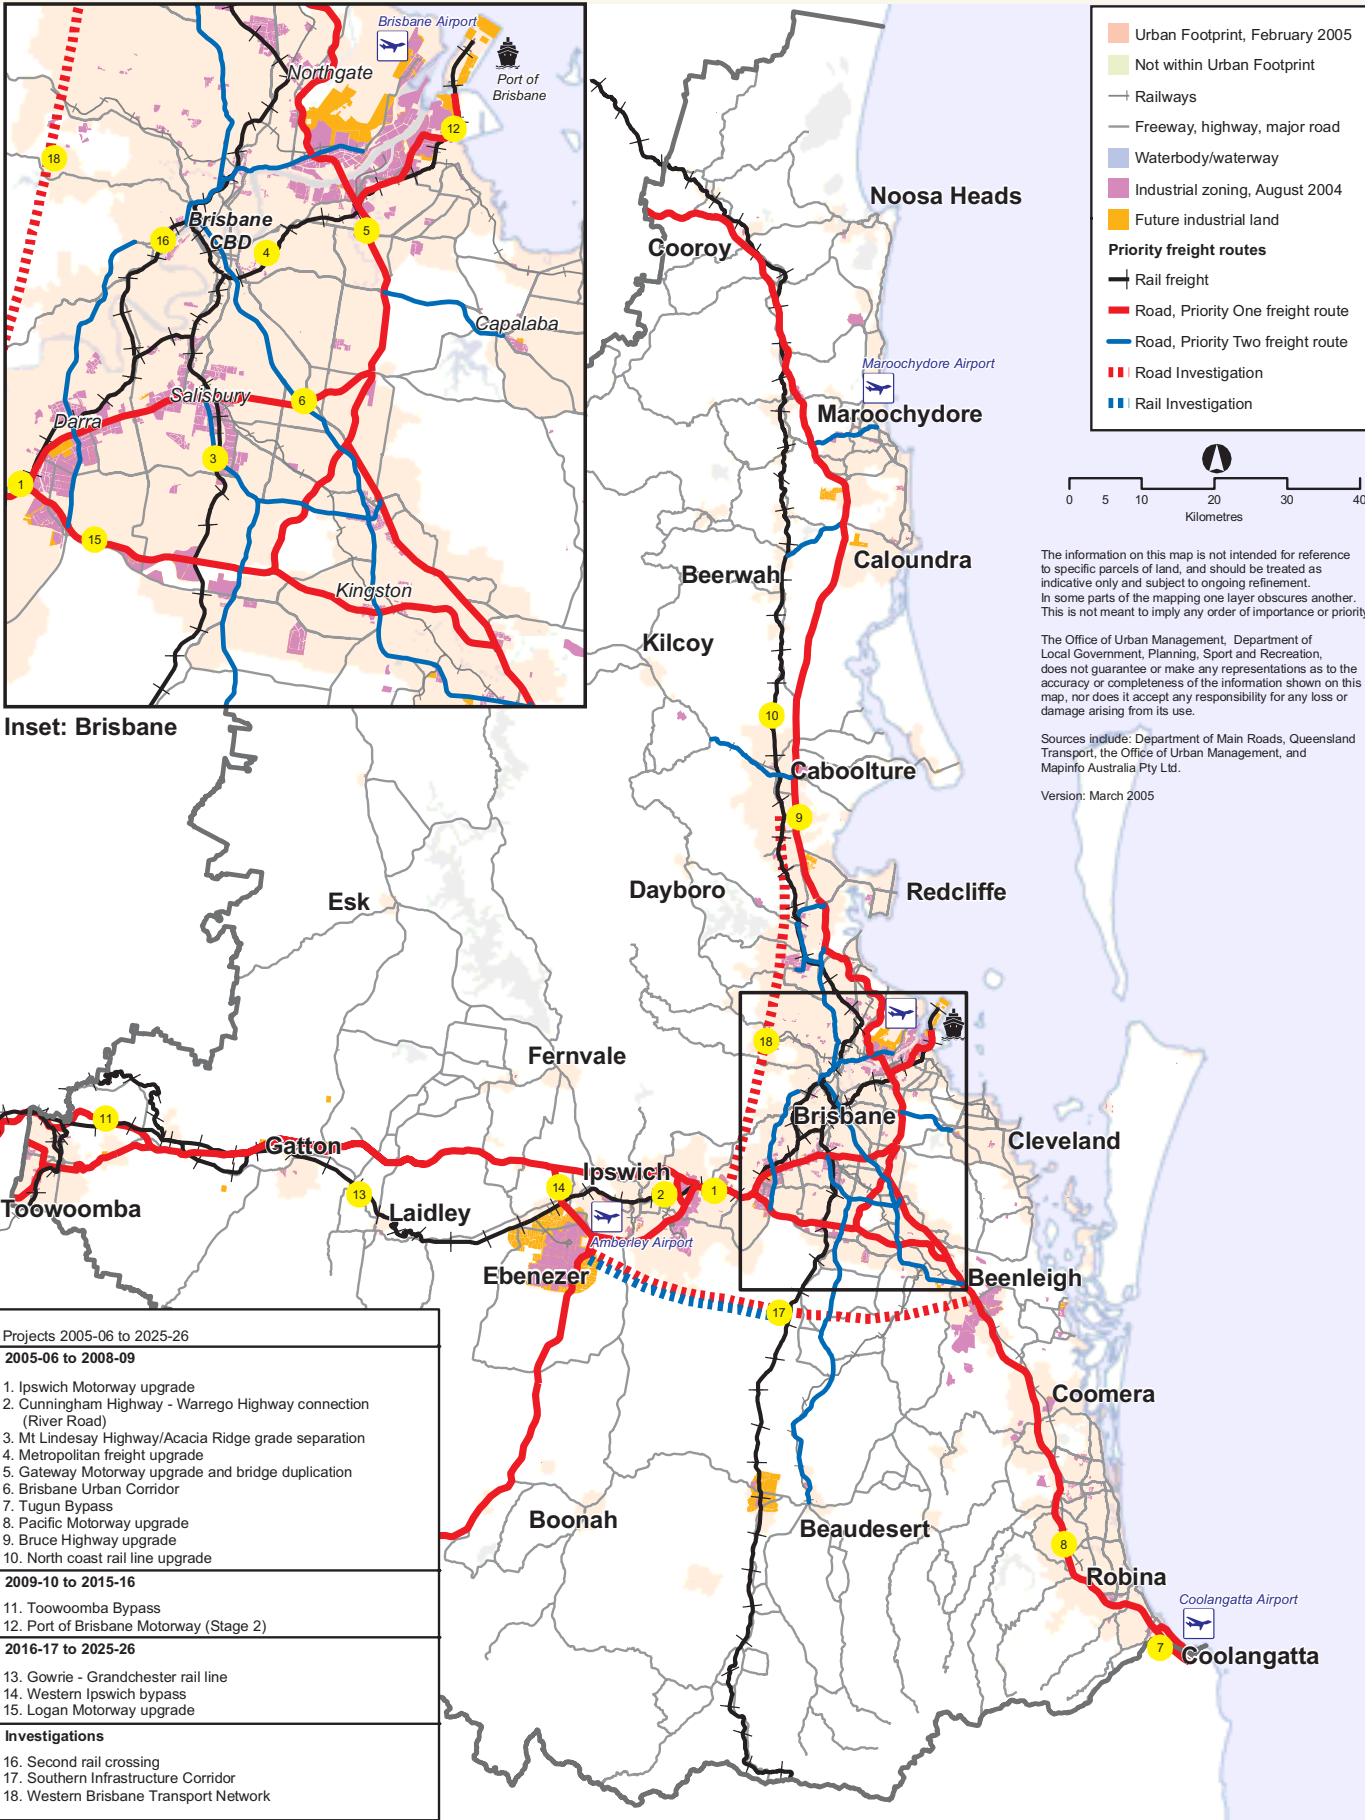 Brisbane Airport
Northgate
Port of
Brisbane
12
18
Brisbane
CBD
16
4
5
Capalaba
Salisbury
6
Darra
3
1
15
Kingston
Inset: Brisbane
Urban Footprint, February 2005
Not within Urban Footprint
Railways
Freeway, highway, major road
Waterbody/waterway
Industrial zoning, August 2004
Future industrial land
Priority freight routes
Rail freight
Road, Priority One freight route
Road, Priority Two freight route
Road Investigation
Rail Investigation
0 5 10 20 30 40
Kilometres
The information on this map is not intended for reference
to specific parcels of land, and should be treated as
indicative only and subject to ongoing refinement.
In some parts of the mapping one layer obscures another.
This is not meant to imply any order of importance or priority
The Office of Urban Management, Department of
Local Government, Planning, Sport and Recreation,
does not guarantee or make any representations as to the
accuracy or completeness of the information shown on this
map, nor does it accept any responsibility for any loss or
damage arising from its use.
Sources include: Department of Main Roads, Queensland
Transport, the Office of Urban Management, and
Mapinfo Australia Pty Ltd.
Version: March 2005
Noosa Heads
Cooroy
Maroochydore Airport
Maroochydore
Caloundra
Beerwah
Kilcoy
10
Caboolture
9
Dayboro
Redcliffe
Esk
18
Fernvale
11
Brisbane
Cleveland
Gatton
Ipswich
14
2
1
13
Toowoomba
Laidley
Amberley Airport
Ebenezer
Beenleigh
17
Coomera
Boonah
Beaudesert
8
Robina
Coolangatta Airport
7
Coolangatta
Projects 2005-06 to 2025-26
2005-06 to 2008-09
1. Ipswich Motorway upgrade
2. Cunningham Highway - Warrego Highway connection
(River Road)
3. Mt Lindesay Highway/Acacia Ridge grade separation
4. Metropolitan freight upgrade
5. Gateway Motorway upgrade and bridge duplication
6. Brisbane Urban Corridor
7. Tugun Bypass
8. Pacific Motorway upgrade
9. Bruce Highway upgrade
10. North coast rail line upgrade
2009-10 to 2015-16
11. Toowoomba Bypass
12. Port of Brisbane Motorway (Stage 2)
2016-17 to 2025-26
13. Gowrie - Grandchester rail line
14. Western Ipswich bypass
15. Logan Motorway upgrade
Investigations
16. Second rail crossing
17. Southern Infrastructure Corridor
18. Western Brisbane Transport Network